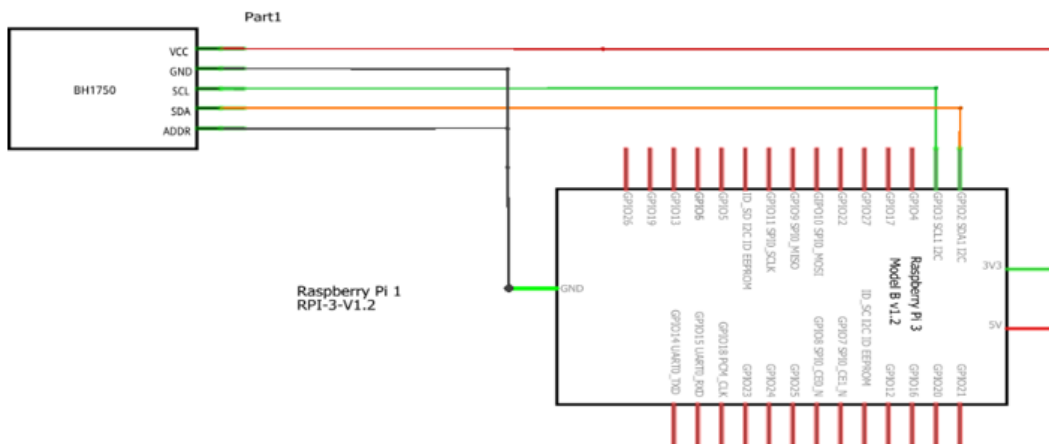 Part1
VCC
GND
SCL
SDA
ADDR
BH1750
GPIO26
GPIO19
GPIO13
GPIO6
GPIO5
ID_SD I2C ID EEPROM
GPIO11 SPI0_SCLK
GPIO9 SPI0_MISO
GIPO10 SPI0_MOSI
GPIO22
GPIO27
GPIO17
GPIO4
GPIO3 SCL1 I2C
GPIO2 SDA1 I2C
Raspberry Pi 3
Model B v1.2
3V3
5V
GND
Raspberry Pi 1
RPI-3-V1.2
GPIO14 UART0_TXD
GPIO15 UART0_RXD
GPIO18 PCM_CLK
GPIO23
GPIO24
GPIO25
GPIO8 SPI0_CE0_N
GPIO7 SPI0_CE1_N
ID_SC I2C ID EEPROM
GPIO12
GPIO16
GPIO20
GPIO21